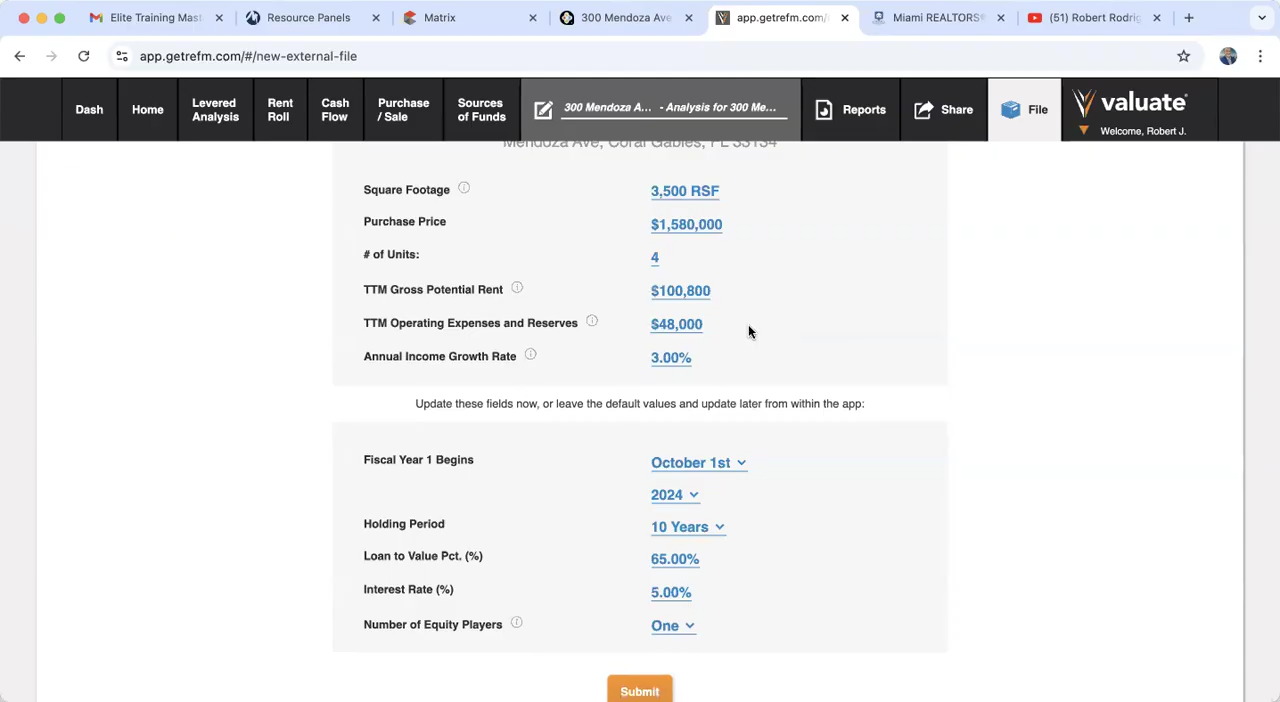 Elite Training Mast
Resource Panels
Matrix
300 Mendoza Ave
app.getrefm.com/
Miami REALTORS®
(51) Robert Rodrig
app.getrefm.com/#/new-external-file
Dash
Home
Levered
Analysis
Rent
Roll
Cash
Flow
Purchase
/ Sale
Sources
of Funds
300 Mendoza A... - Analysis for 300 Me...
Reports
Share
File
valuate®
Welcome, Robert J.
Mendoza Ave, Coral Gables, FL 33134
Square Footage 3,500 RSF
Purchase Price $1,580,000
# of Units: 4
TTM Gross Potential Rent $100,800
TTM Operating Expenses and Reserves $48,000
Annual Income Growth Rate 3.00%
Update these fields now, or leave the default values and update later from within the app:
Fiscal Year 1 Begins October 1st
2024
Holding Period 10 Years
Loan to Value Pct. (%) 65.00%
Interest Rate (%) 5.00%
Number of Equity Players One
Submit